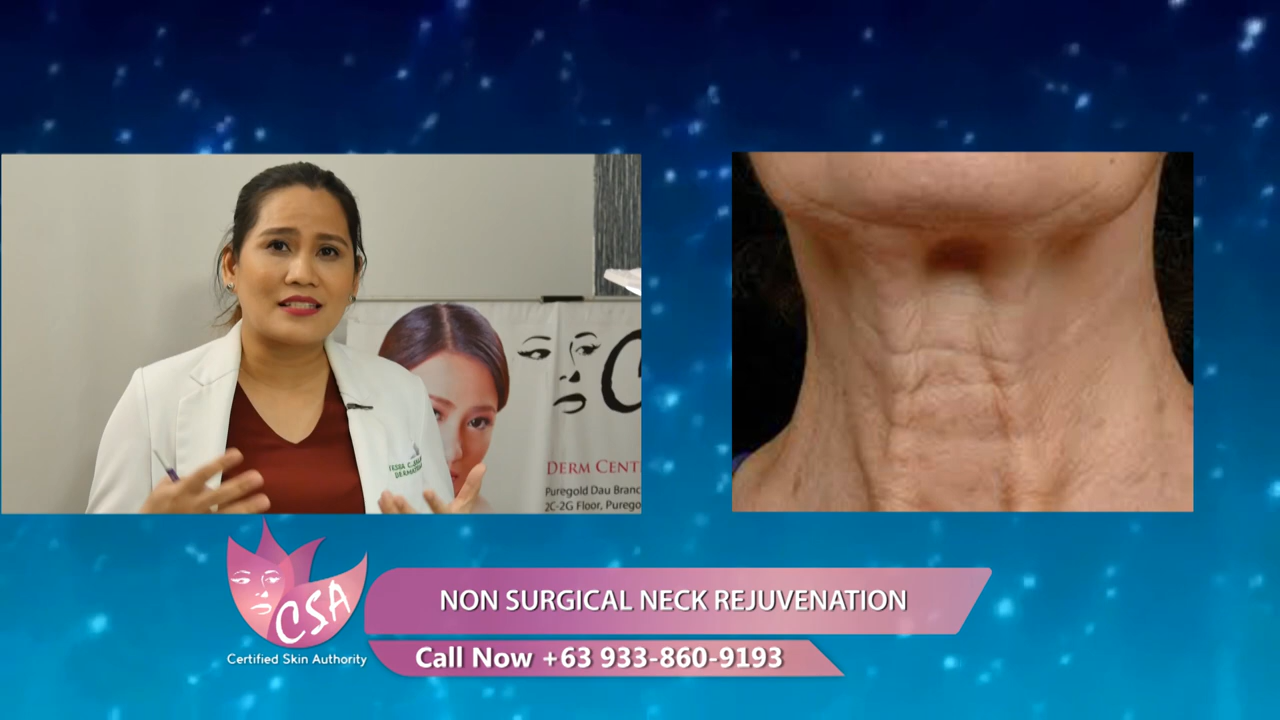 DERM CENT
Puregold Dau Branc
2C-2G Floor, Purego
CSA
Certified Skin Authority
NON SURGICAL NECK REJUVENATION
Call Now +63 933-860-9193